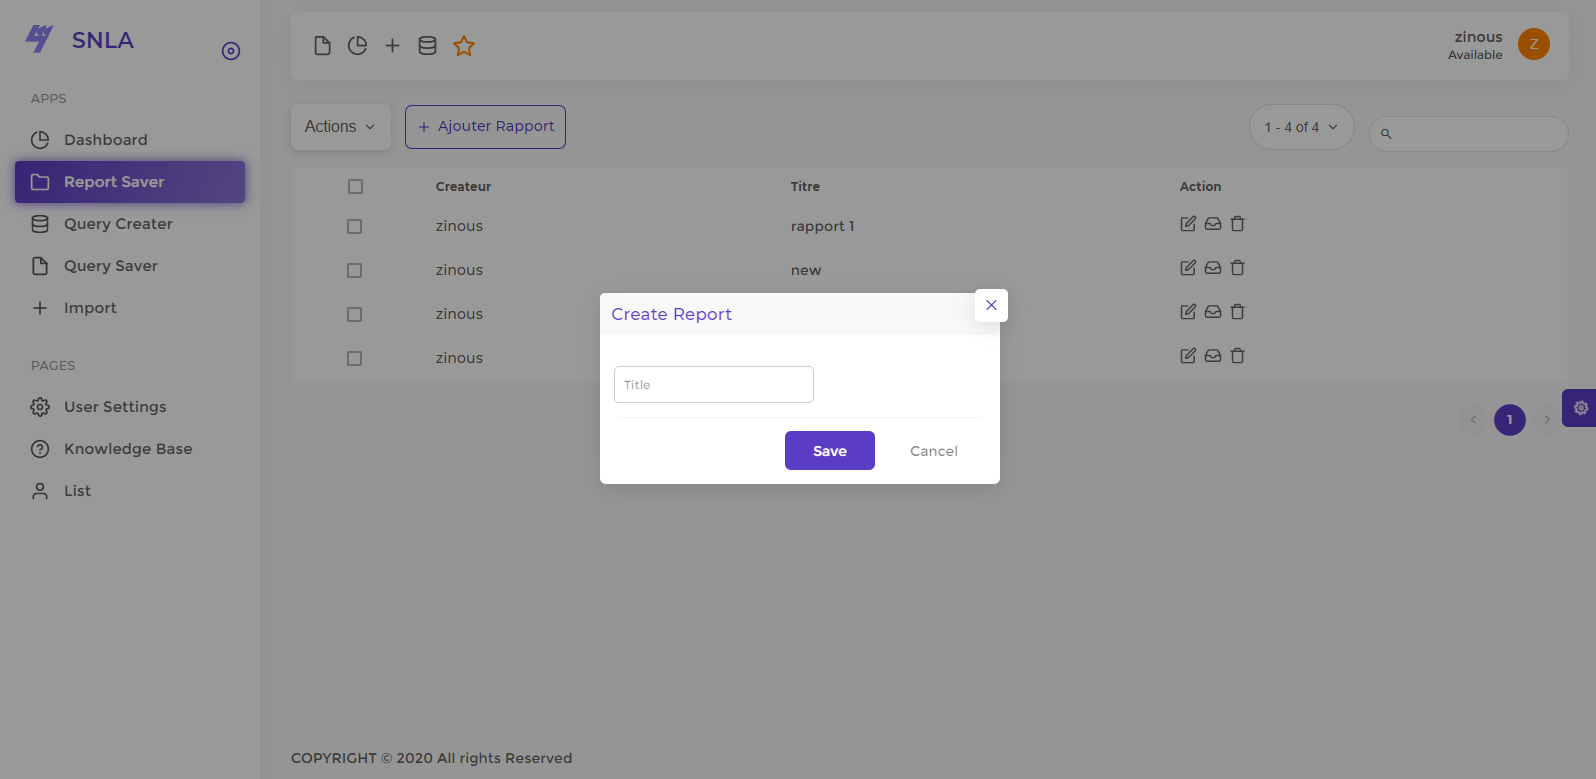 SNLA
APPS
Dashboard
Report Saver
Query Creater
Query Saver
Import
PAGES
User Settings
Knowledge Base
List
zinous
Available
Z
Actions
+ Ajouter Rapport
1 - 4 of 4
Createur Titre Action
zinous rapport 1
zinous new
zinous
zinous
Create Report
Title
Save Cancel
1
COPYRIGHT © 2020 All rights Reserved